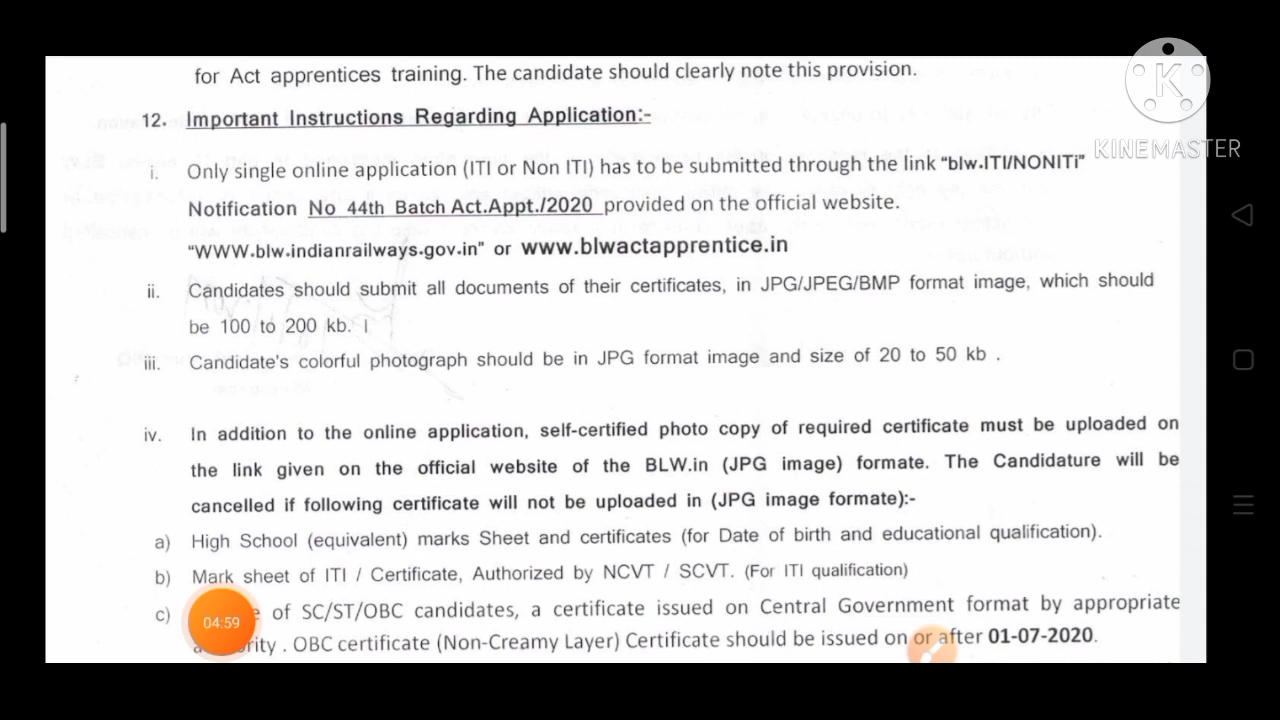 for Act apprentices training. The candidate should clearly note this provision.
12. Important Instructions Regarding Application:-
i. Only single online application (ITI or Non ITI) has to be submitted through the link "blw.ITI/NONITi"
Notification No 44th Batch Act.Appt./2020 provided on the official website.
"WWW.blw.indianrailways.gov.in" or www.blwactapprentice.in
ii. Candidates should submit all documents of their certificates, in JPG/JPEG/BMP format image, which should
be 100 to 200 kb.
iii. Candidate's colorful photograph should be in JPG format image and size of 20 to 50 kb .
iv. In addition to the online application, self-certified photo copy of required certificate must be uploaded on
the link given on the official website of the BLW.in (JPG image) formate. The Candidature will be
cancelled if following certificate will not be uploaded in (JPG image formate):-
a) High School (equivalent) marks Sheet and certificates (for Date of birth and educational qualification).
b) Mark sheet of ITI / Certificate, Authorized by NCVT / SCVT. (For ITI qualification)
c) of SC/ST/OBC candidates, a certificate issued on Central Government format by appropriate
. OBC certificate (Non-Creamy Layer) Certificate should be issued on or after 01-07-2020.
04:59
K
KINEMASTER